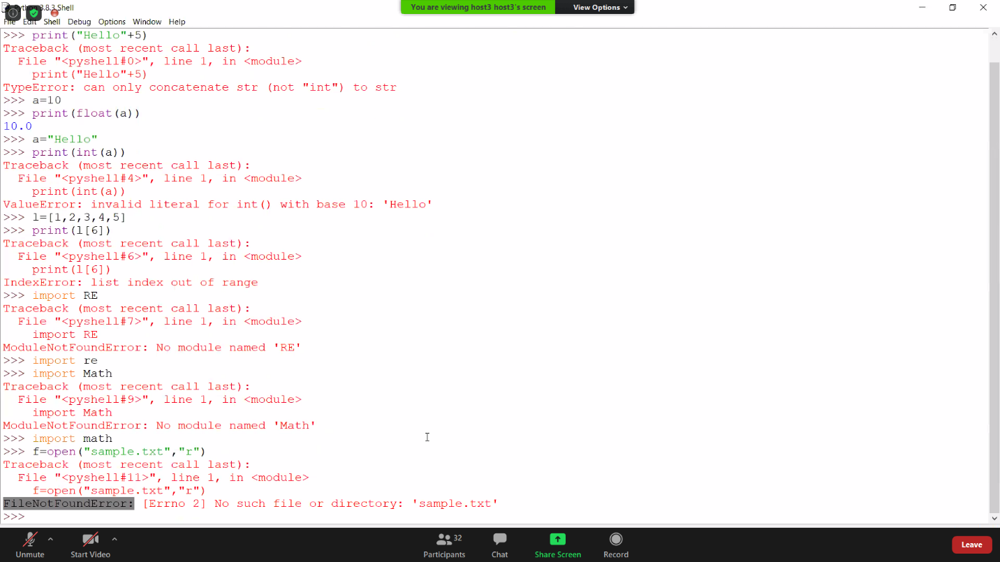 Python 3.8.3 Shell
You are viewing host3 host3's screen
View Options
File Edit Shell Debug Options Window Help
>>> print("Hello"+5)
Traceback (most recent call last):
  File "<pyshell#0>", line 1, in <module>
    print("Hello"+5)
TypeError: can only concatenate str (not "int") to str
>>> a=10
>>> print(float(a))
10.0
>>> a="Hello"
>>> print(int(a))
Traceback (most recent call last):
  File "<pyshell#4>", line 1, in <module>
    print(int(a))
ValueError: invalid literal for int() with base 10: 'Hello'
>>> l=[1,2,3,4,5]
>>> print(l[6])
Traceback (most recent call last):
  File "<pyshell#6>", line 1, in <module>
    print(l[6])
IndexError: list index out of range
>>> import RE
Traceback (most recent call last):
  File "<pyshell#7>", line 1, in <module>
    import RE
ModuleNotFoundError: No module named 'RE'
>>> import re
>>> import Math
Traceback (most recent call last):
  File "<pyshell#9>", line 1, in <module>
    import Math
ModuleNotFoundError: No module named 'Math'
>>> import math
>>> f=open("sample.txt","r")
Traceback (most recent call last):
  File "<pyshell#11>", line 1, in <module>
    f=open("sample.txt","r")
FileNotFoundError: [Errno 2] No such file or directory: 'sample.txt'
>>>
Unmute
Start Video
32
Participants
Chat
Share Screen
Record
Leave